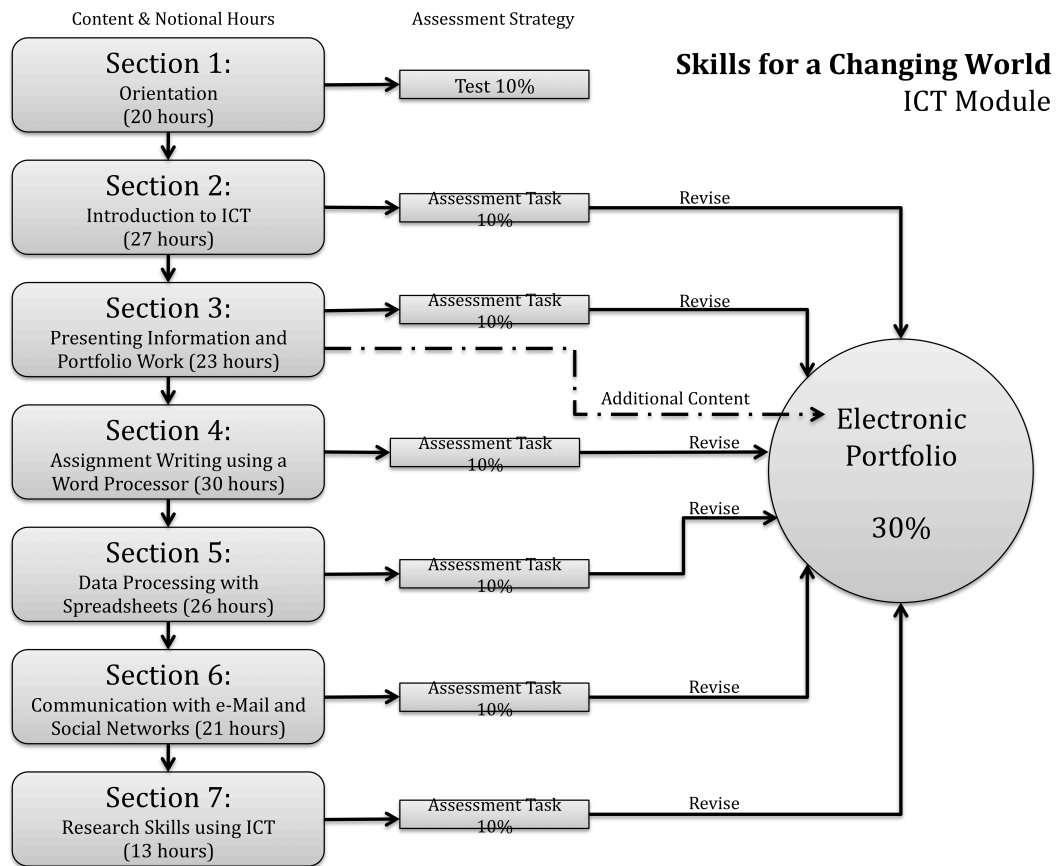 Content & Notional Hours
Assessment Strategy
Skills for a Changing World
ICT Module
Section 1:
Orientation
(20 hours)
Test 10%
Section 2:
Introduction to ICT
(27 hours)
Assessment Task
10%
Revise
Section 3:
Presenting Information and
Portfolio Work (23 hours)
Assessment Task
10%
Revise
Additional Content
Section 4:
Assignment Writing using a
Word Processor (30 hours)
Assessment Task
10%
Revise
Electronic
Portfolio
30%
Section 5:
Data Processing with
Spreadsheets (26 hours)
Assessment Task
10%
Revise
Section 6:
Communication with e-Mail and
Social Networks (21 hours)
Assessment Task
10%
Revise
Section 7:
Research Skills using ICT
(13 hours)
Assessment Task
10%
Revise